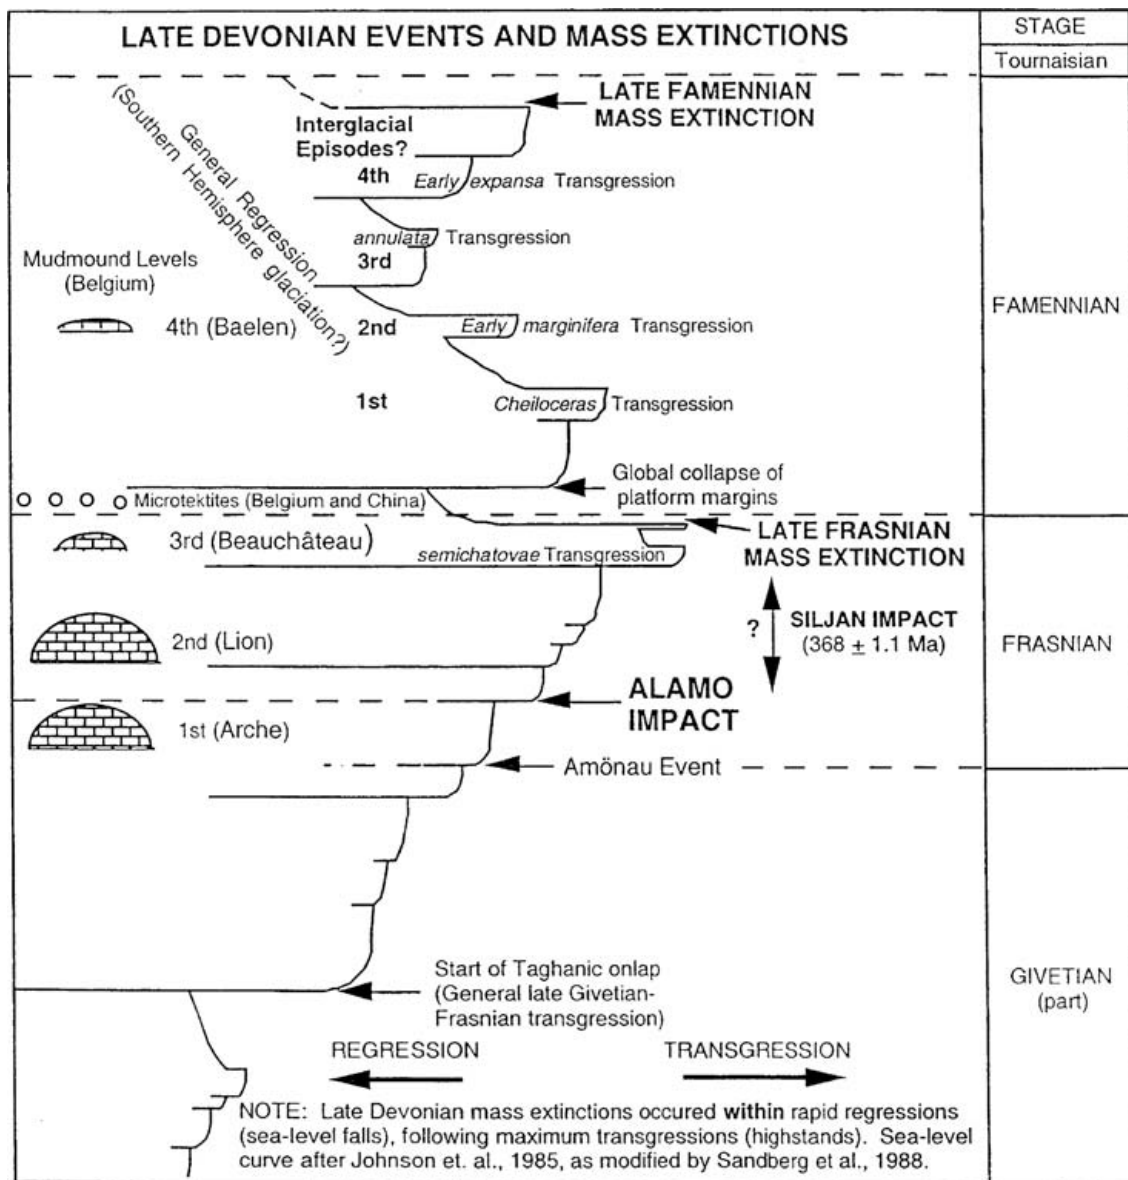 LATE DEVONIAN EVENTS AND MASS EXTINCTIONS
STAGE
Tournaisian
LATE FAMENNIAN
MASS EXTINCTION
(Southern Hemisphere glaciation?)
General Regression
Interglacial
Episodes?
4th
Early expansa Transgression
annulata Transgression
3rd
Mudmound Levels
(Belgium)
4th (Baelen)
2nd
Early marginifera Transgression
FAMENNIAN
1st
Cheiloceras Transgression
Global collapse of
platform margins
Microtektites (Belgium and China)
3rd (Beauchâteau)
semichatovae Transgression
LATE FRASNIAN
MASS EXTINCTION
2nd (Lion)
?
SILJAN IMPACT
(368 ± 1.1 Ma)
FRASNIAN
ALAMO
IMPACT
1st (Arche)
Amönau Event
Start of Taghanic onlap
(General late Givetian-
Frasnian transgression)
GIVETIAN
(part)
REGRESSION
TRANSGRESSION
NOTE: Late Devonian mass extinctions occured within rapid regressions
(sea-level falls), following maximum transgressions (highstands). Sea-level
curve after Johnson et. al., 1985, as modified by Sandberg et al., 1988.